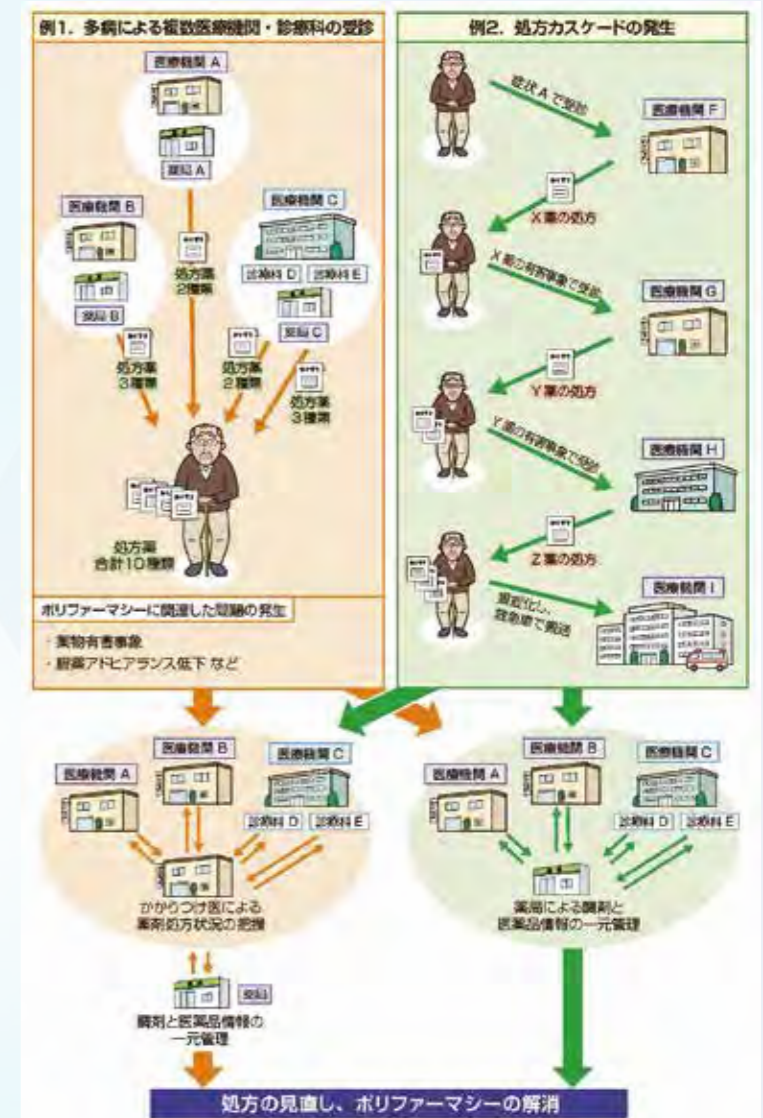 例1. 多病による複数医療機関・診療科の受診
医療機関 A
薬局 A
医療機関 B
薬局 B
医療機関 C
診療科 D
診療科 E
薬局 C
処方薬
2種類
処方薬
3種類
処方薬
2種類
処方薬
3種類
処方薬
合計10種類
ポリファーマシーに関連した問題の発生
・薬物有害事象
・服薬アドヒアランス低下 など
例2. 処方カスケードの発生
症状 A で受診
医療機関 F
X 薬の処方
X 薬の有害事象で受診
医療機関 G
Y 薬の処方
Y 薬の有害事象で受診
医療機関 H
Z 薬の処方
重症化し、
救急車で搬送
医療機関 I
医療機関 A
医療機関 B
医療機関 C
診療科 D
診療科 E
かかりつけ医による
薬剤処方状況の把握
薬局
調剤と医薬品情報の
一元管理
医療機関 A
医療機関 B
医療機関 C
診療科 D
診療科 E
薬局による調剤と
医薬品情報の一元管理
処方の見直し、ポリファーマシーの解消